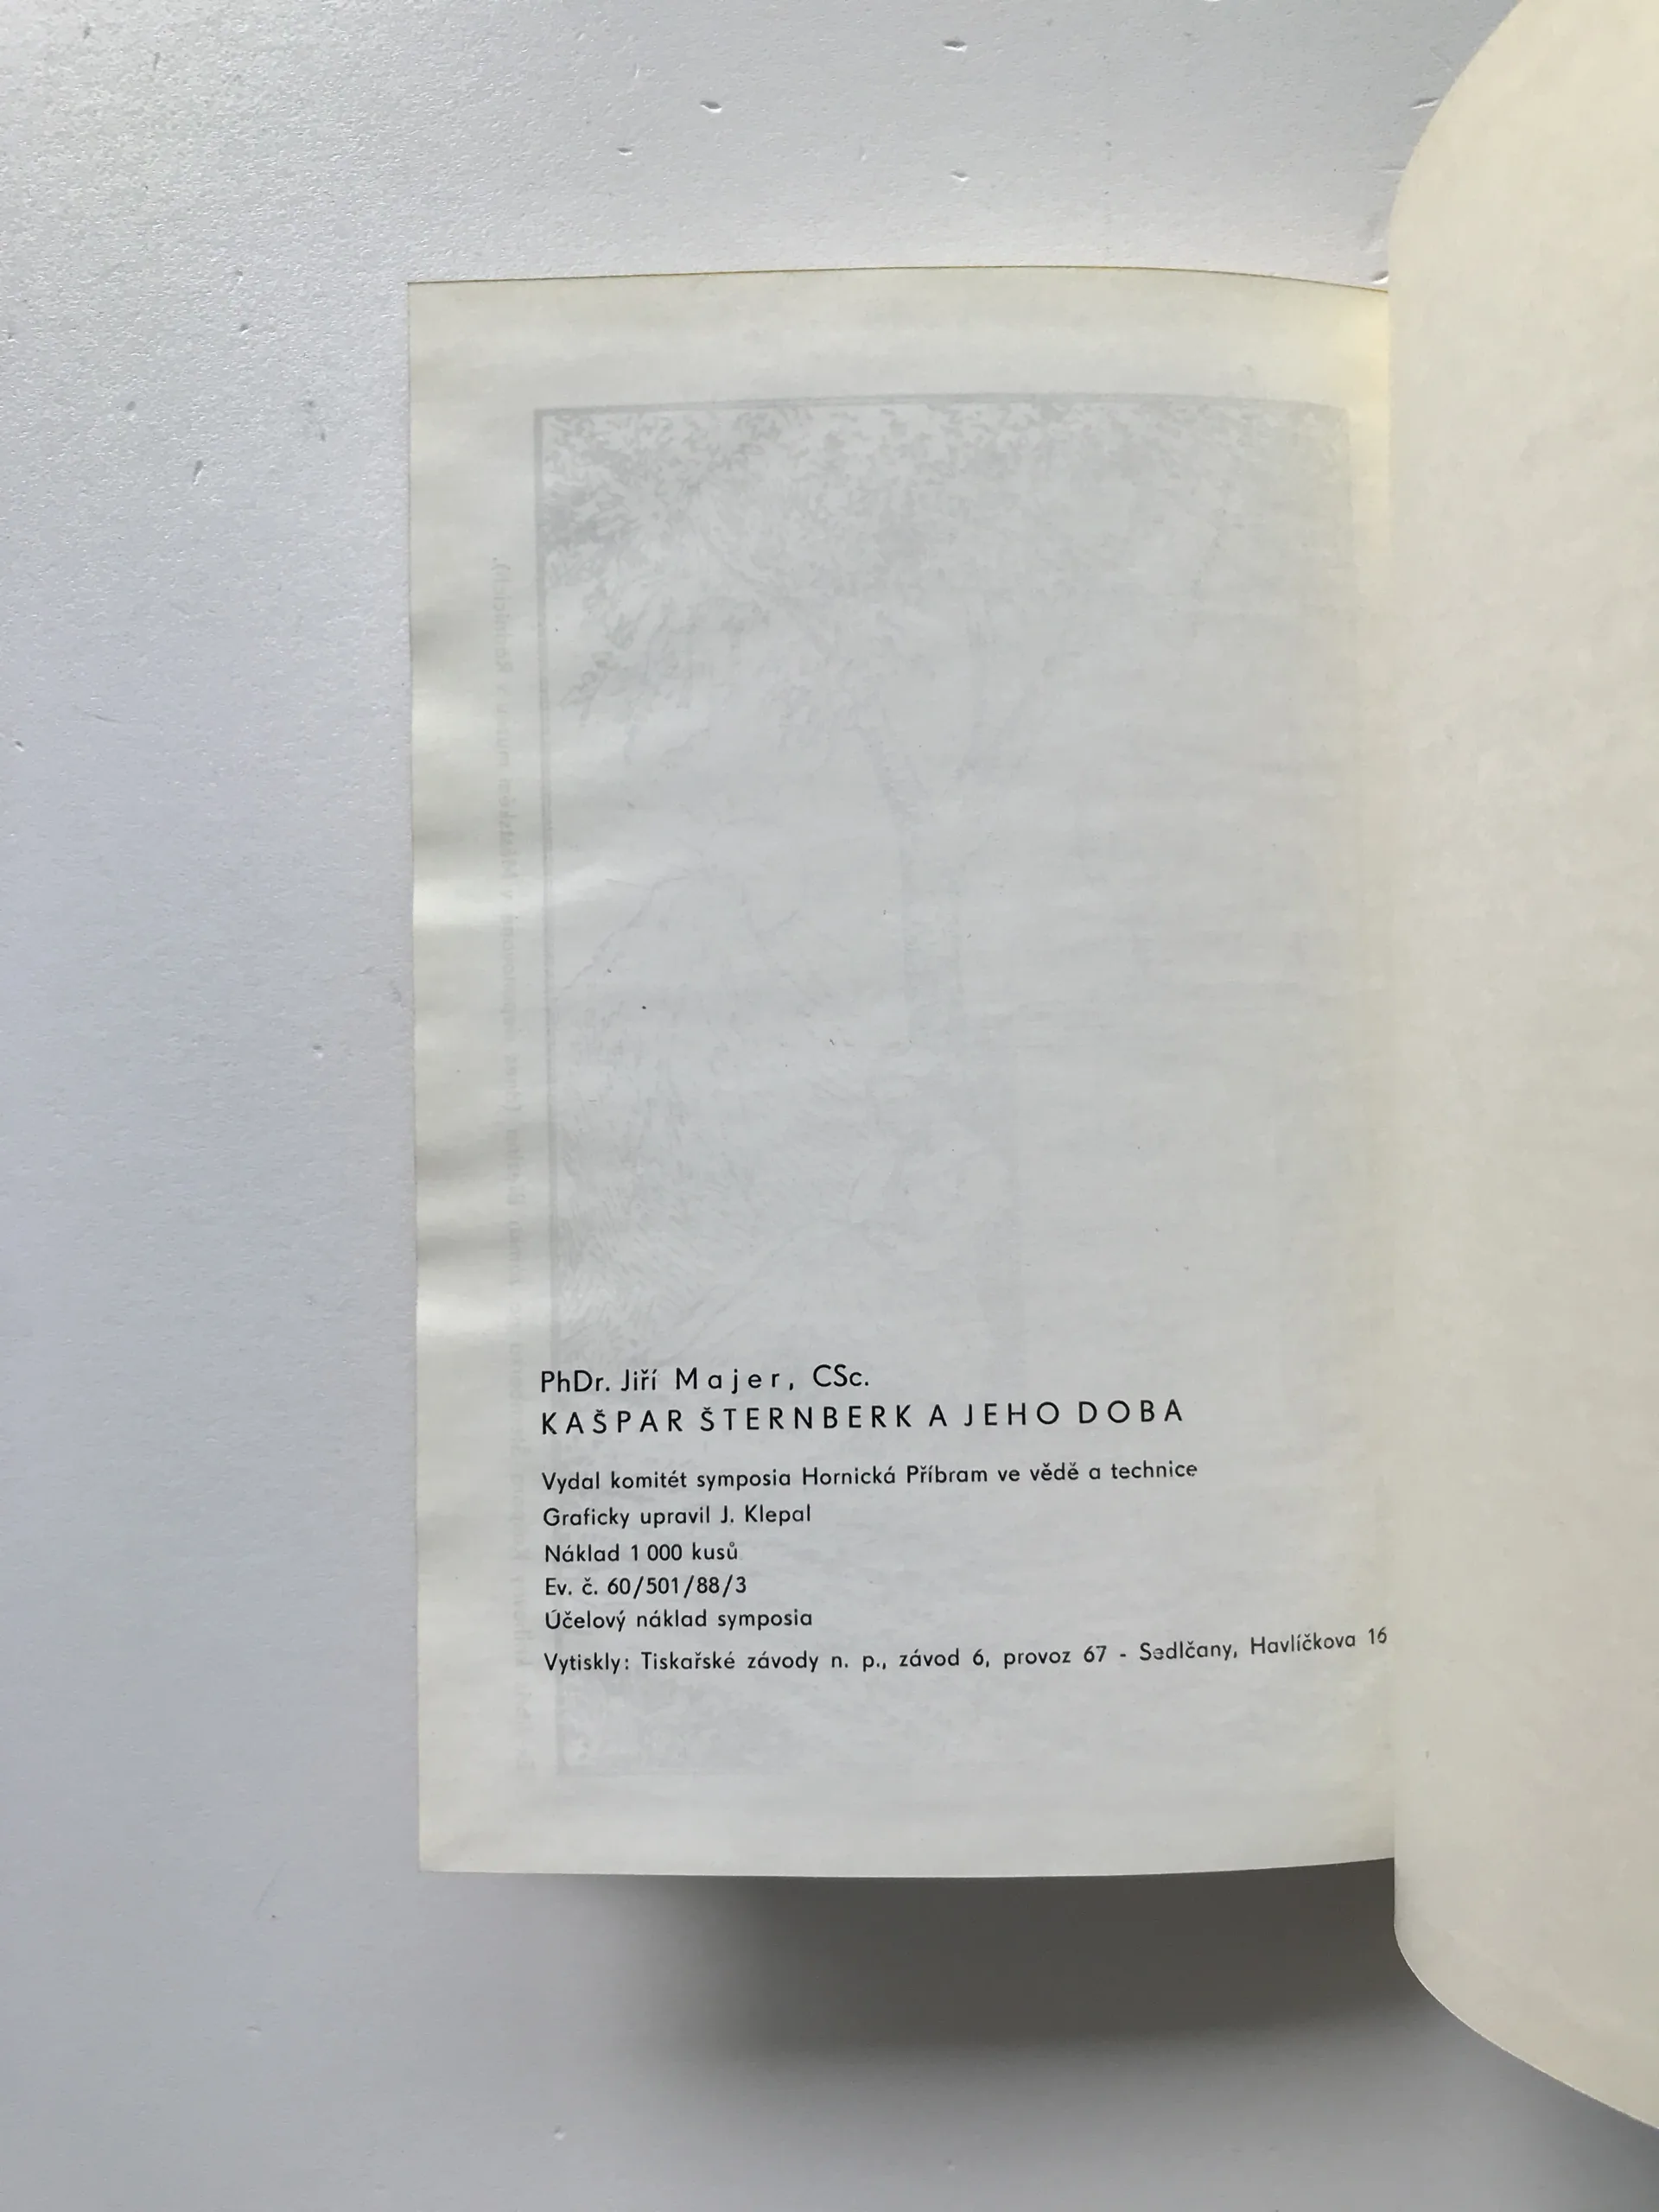 PhDr. Jiří Majer, CSc.
KAŠPAR ŠTERNBERK A JEHO DOBA
Vydal komitét symposia Hornická Příbram ve vědě a technice
Graficky upravil J. Klepal
Náklad 1 000 kusů
Ev. č. 60/501/88/3
Účelový náklad symposia
Vytiskly: Tiskařské závody n. p., závod 6, provoz 67 - Sedlčany, Havlíčkova 16